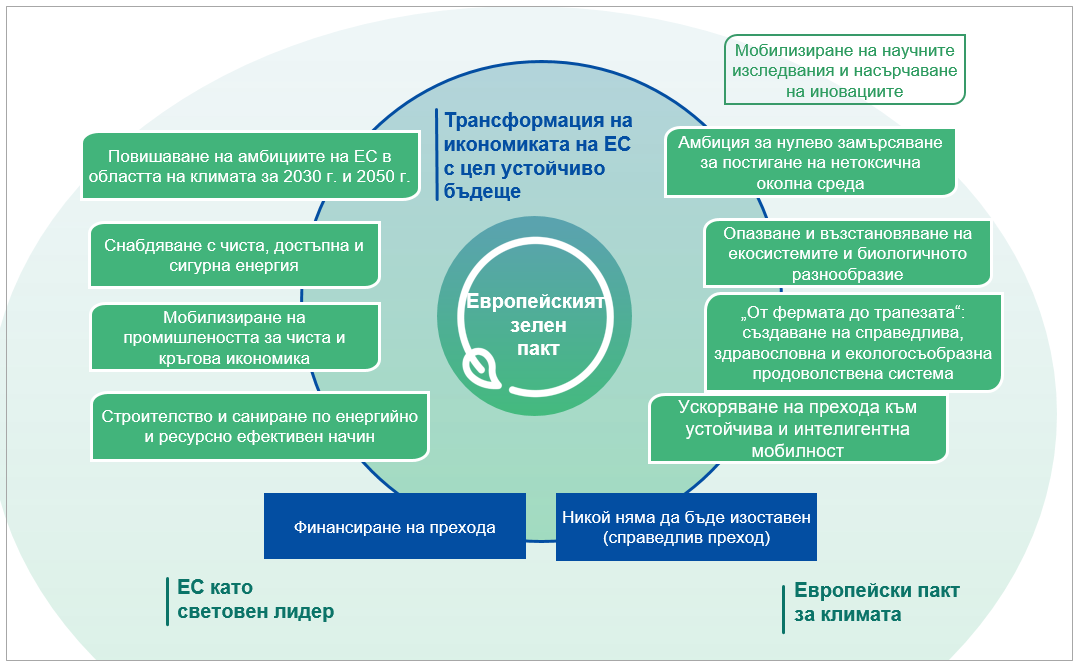 Мобилизиране на научните
изследвания и насърчаване
на иновациите
Трансформация на
икономиката на ЕС
с цел устойчиво
бъдеще
Повишаване на амбициите на ЕС в
областта на климата за 2030 г. и 2050 г.
Амбиция за нулево замърсяване
за постигане на нетоксична
околна среда
Снабдяване с чиста, достъпна и
сигурна енергия
Опазване и възстановяване на
екосистемите и биологичното
разнообразие
Европейският
зелен
пакт
Мобилизиране на
промишлеността за чиста и
кръгова икономика
„От фермата до трапезата“:
създаване на справедлива,
здравословна и екологосъобразна
продоволствена система
Строителство и саниране по енергийно
и ресурсно ефективен начин
Ускоряване на прехода към
устойчива и интелигентна
мобилност
Финансиране на прехода
Никой няма да бъде изоставен
(справедлив преход)
ЕС като
световен лидер
Европейски пакт
за климата